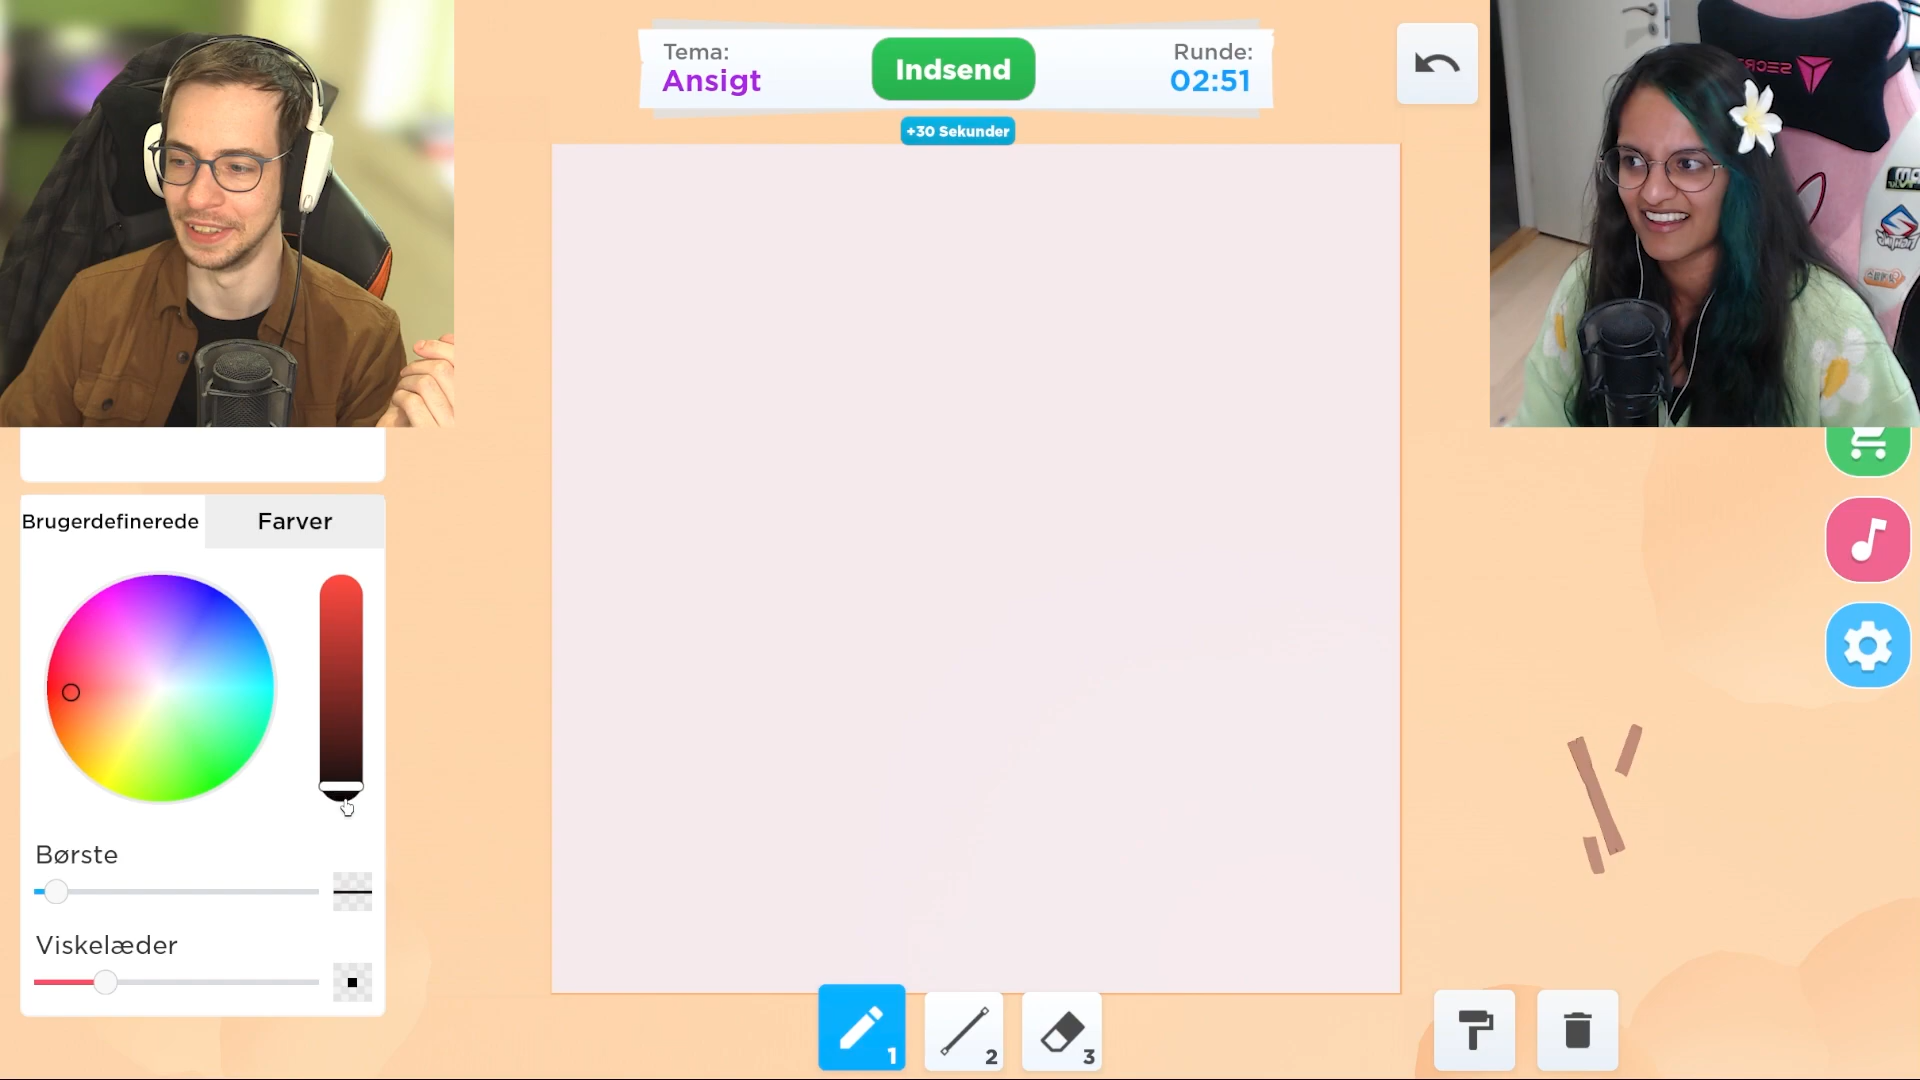 Tema:
Ansigt
Indsend
Runde:
02:51
+30 Sekunder
Brugerdefinerede
Farver
Børste
Viskelæder
1
2
3